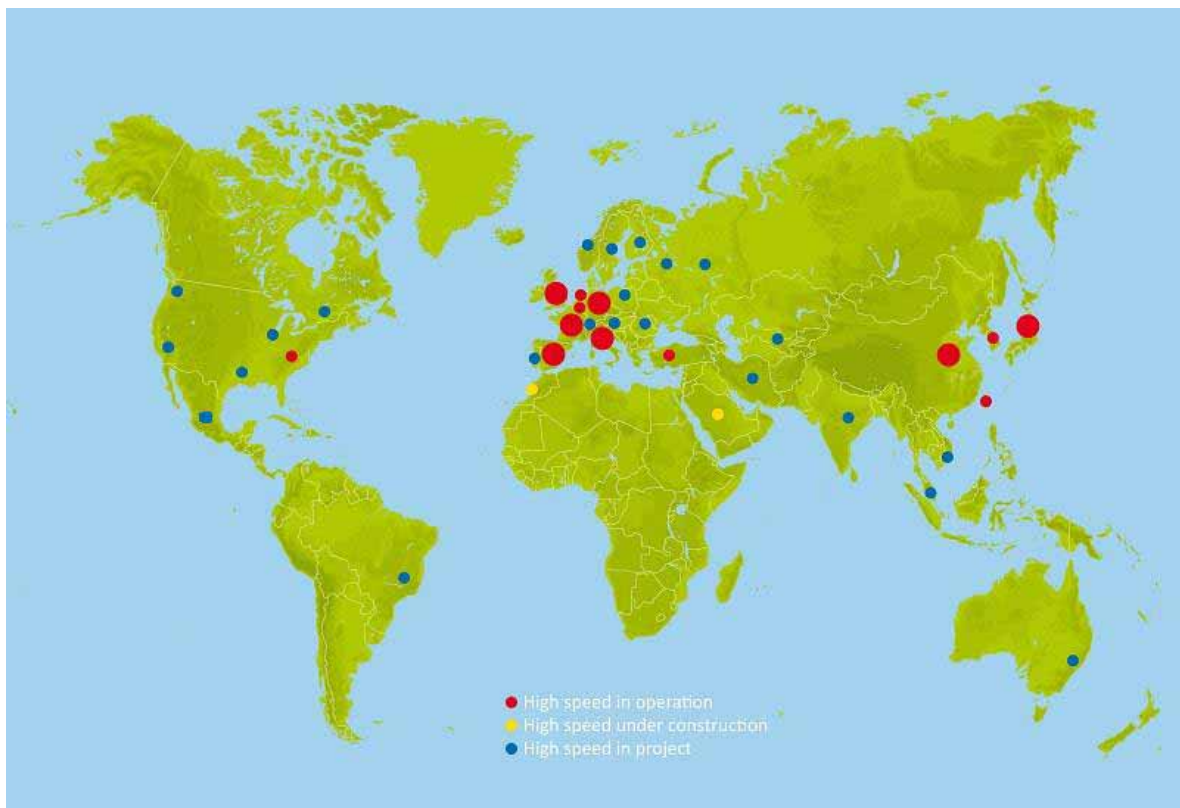 High speed in operation
High speed under construction
High speed in project